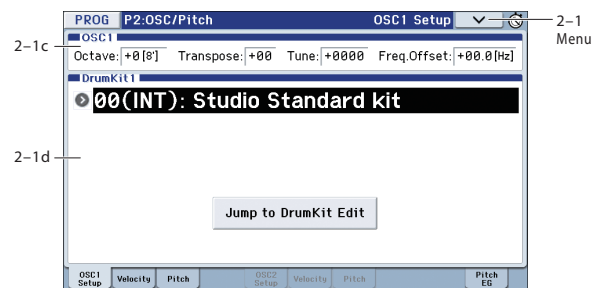 PROG P2:OSC/Pitch OSC1 Setup
2–1
Menu
2–1c
OSC1
Octave: +0[8'] Transpose: +00 Tune: +0000 Freq.Offset: +00.0[Hz]
DrumKit1
00(INT): Studio Standard kit
2–1d
Jump to DrumKit Edit
OSC1 Setup Velocity Pitch OSC2 Setup Velocity Pitch Pitch EG